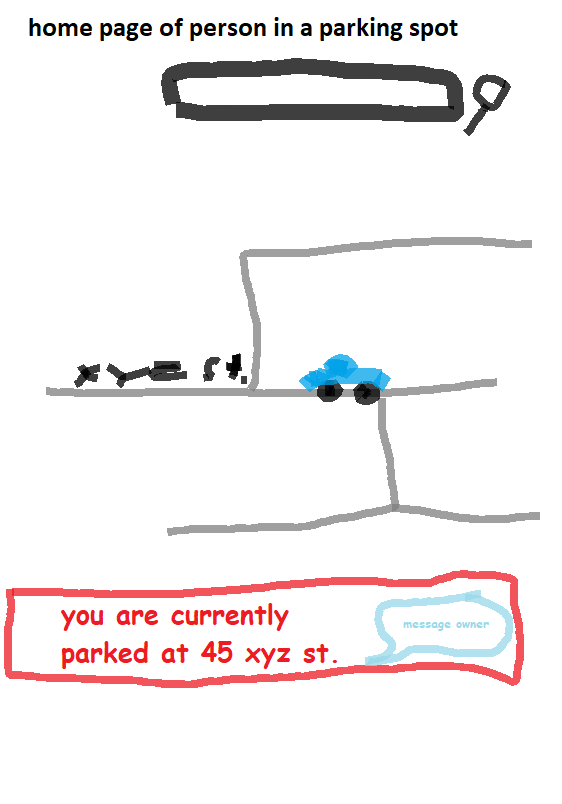 home page of person in a parking spot
xyz st.
you are currently
parked at 45 xyz st.
message owner